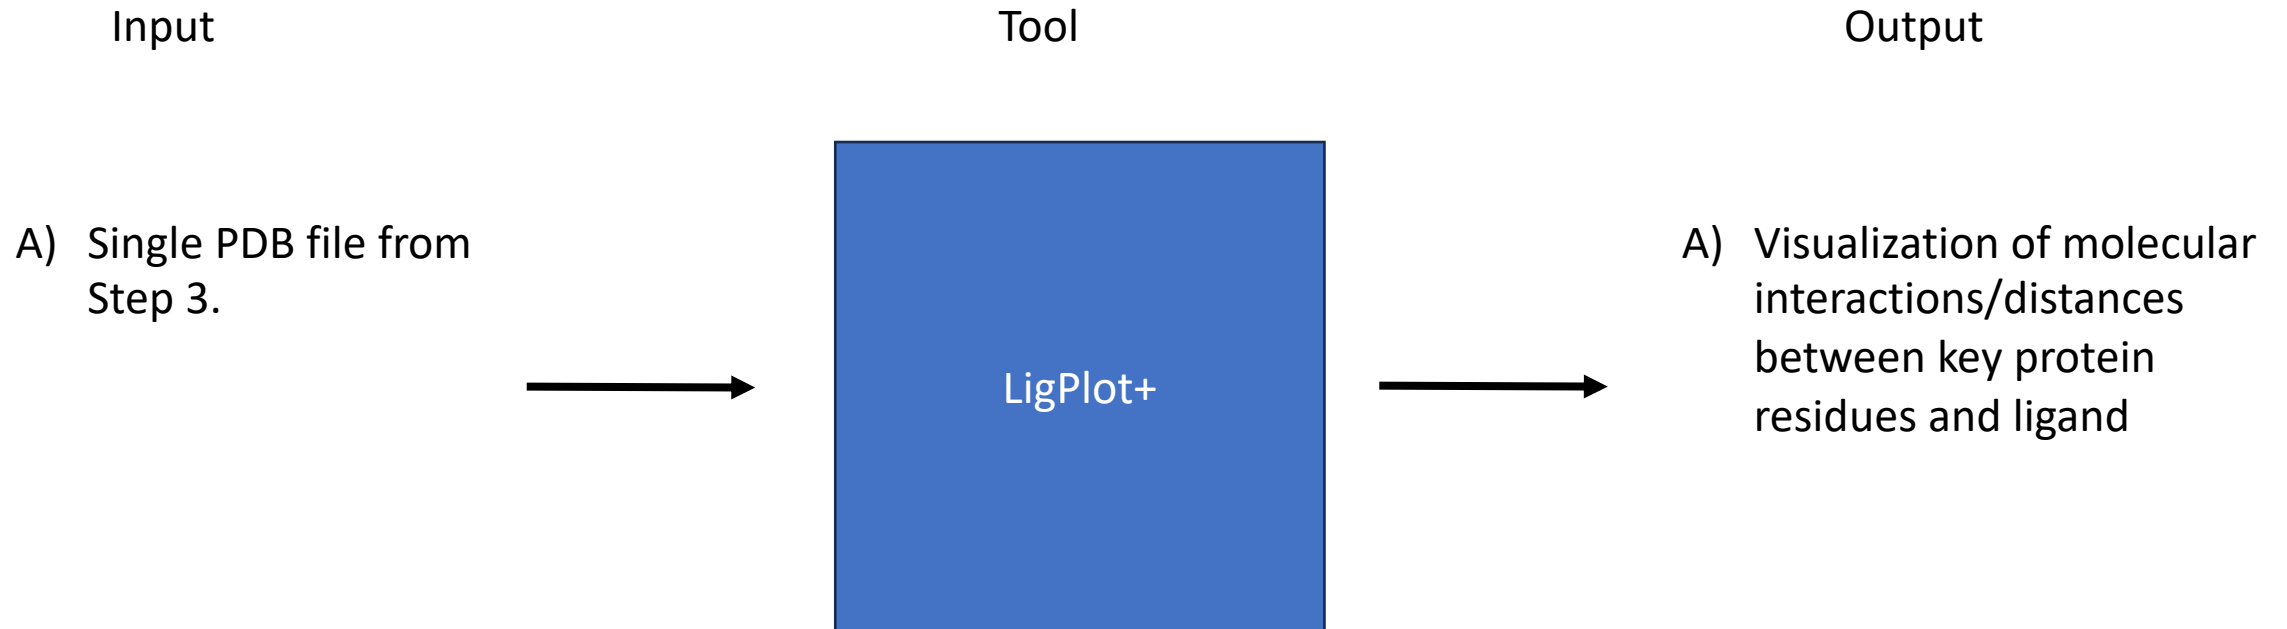 Input
Tool
Output
A) Single PDB file from
Step 3.
LigPlot+
A) Visualization of molecular
interactions/distances
between key protein
residues and ligand